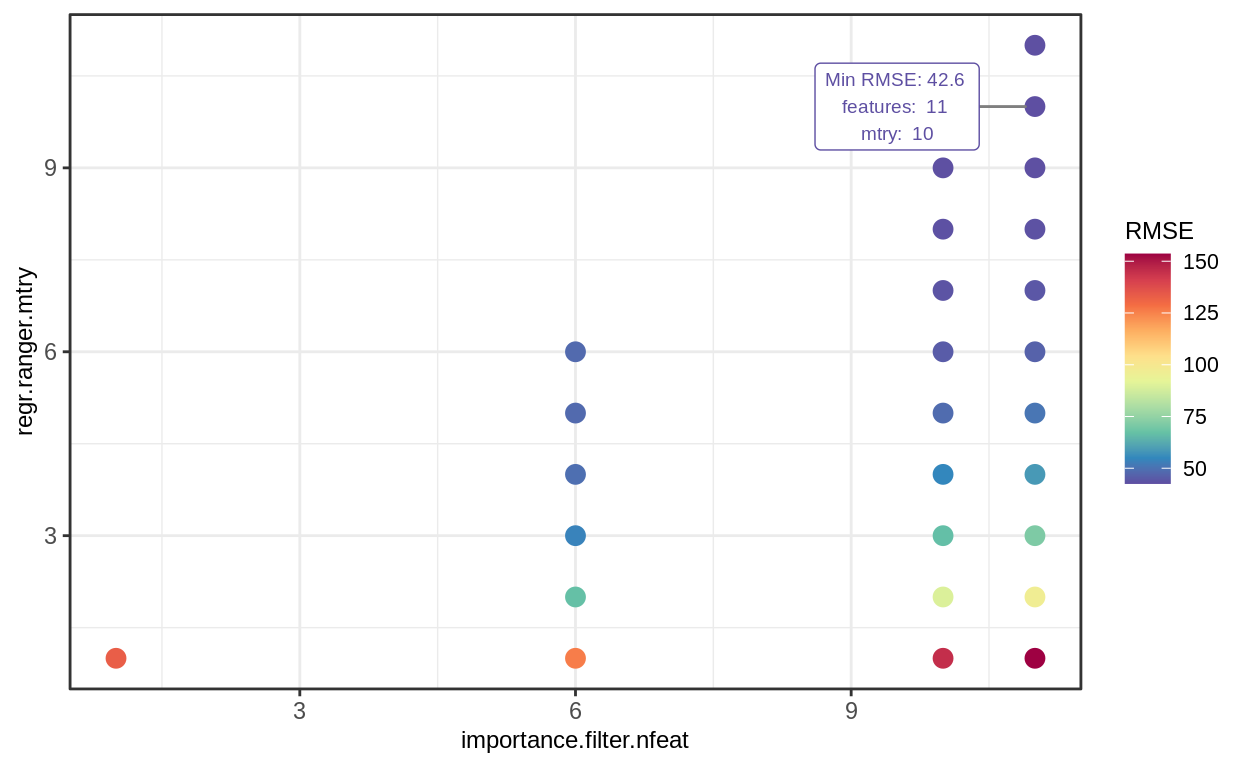 Min RMSE: 42.6
features: 11
mtry: 10
9
6
3
regr.ranger.mtry
3
6
9
importance.filter.nfeat
RMSE
150
125
100
75
50